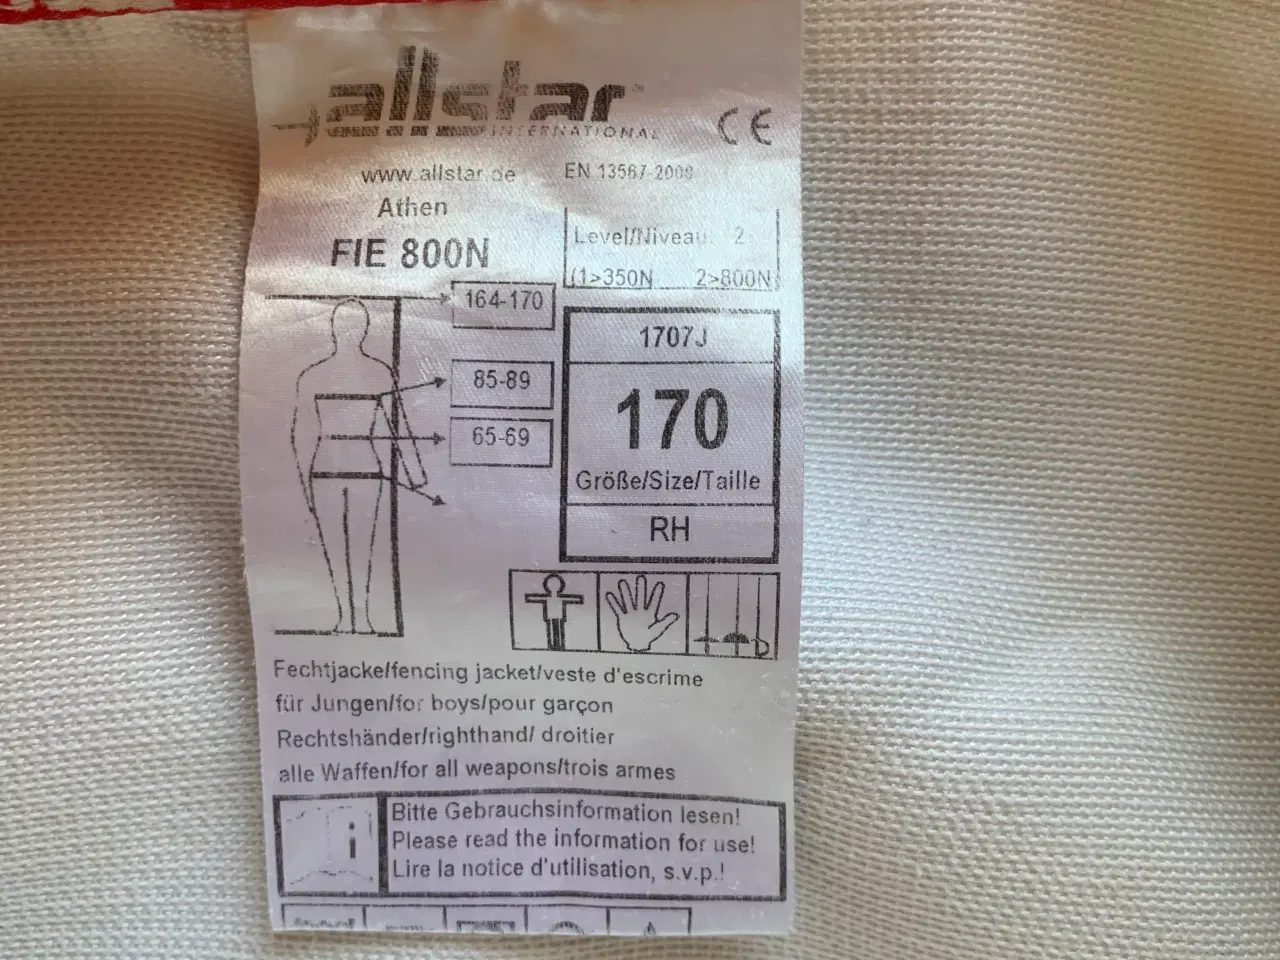 allstar
INTERNATIONAL
CE
www.allstar.de
EN 13567-2009
Athen
FIE 800N
Level/Niveau: 2
(1>350N 2>800N)
164-170
85-89
65-69
1707J
170
Größe/Size/Taille
RH
Fechtjacke/fencing jacket/veste d'escrime
für Jungen/for boys/pour garçon
Rechtshänder/righthand/ droitier
alle Waffen/for all weapons/trois armes
i
Bitte Gebrauchsinformation lesen!
Please read the information for use!
Lire la notice d'utilisation, s.v.p.!